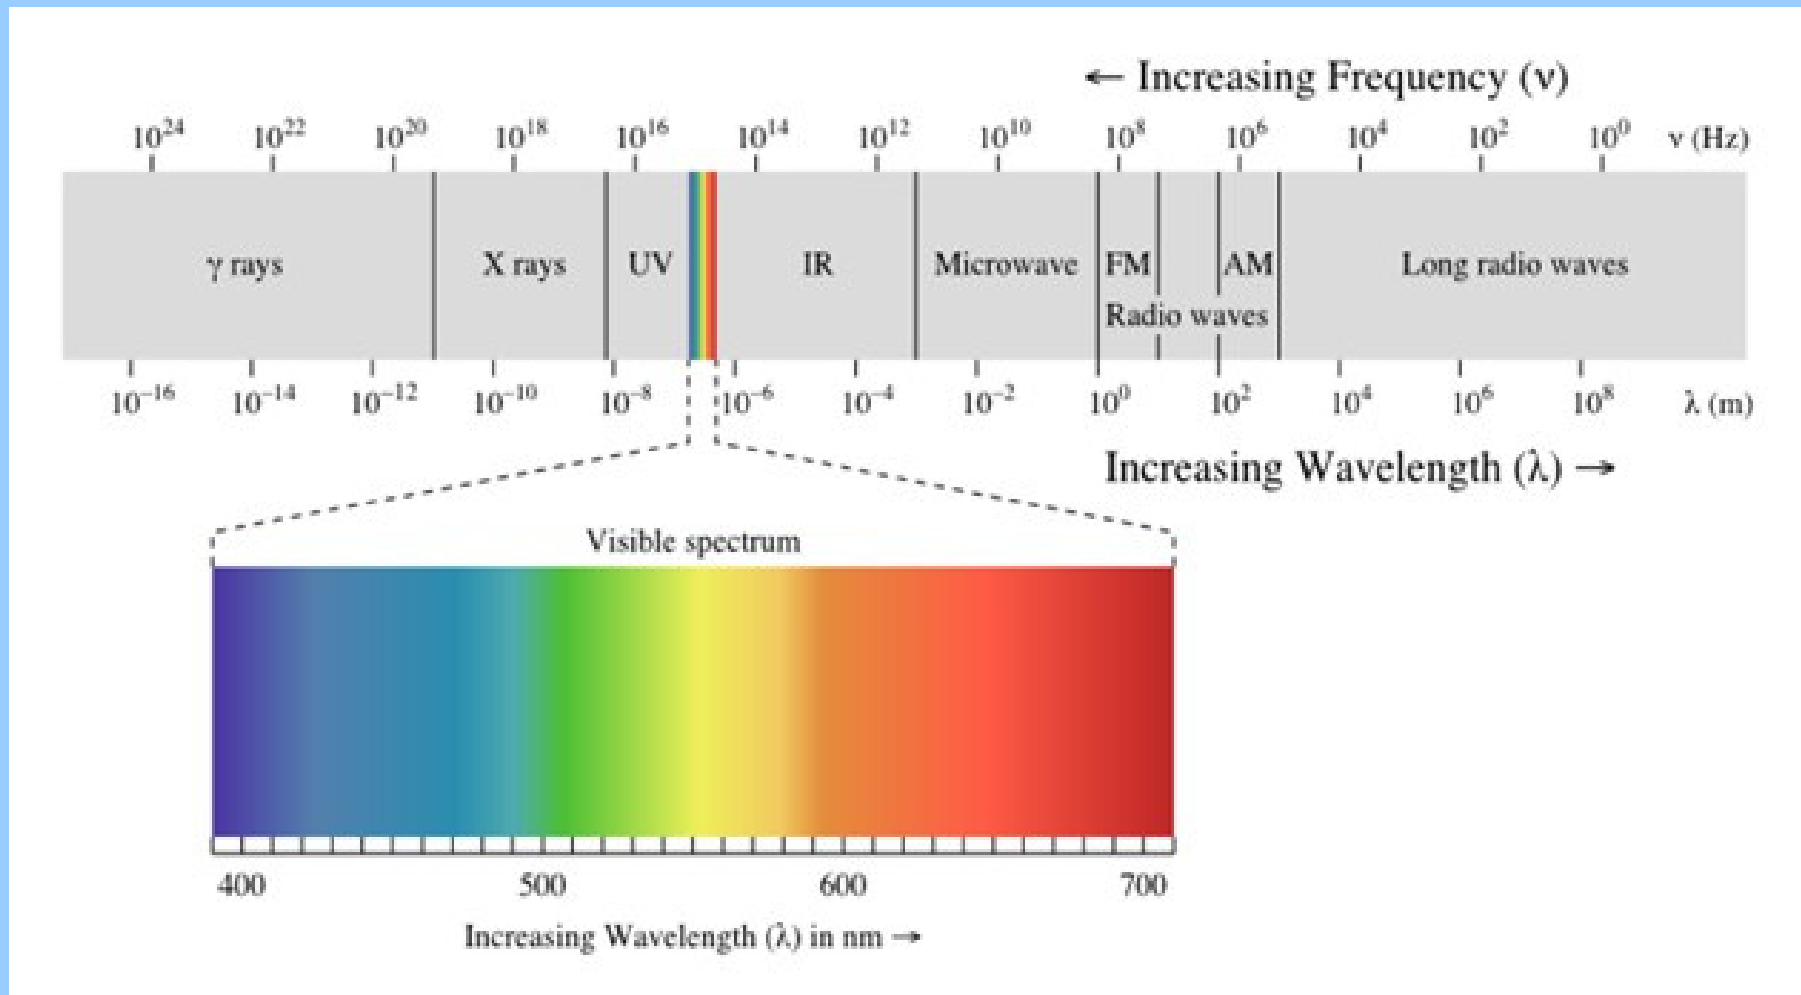 ← Increasing Frequency (ν)
10²⁴ 10²² 10²⁰ 10¹⁸ 10¹⁶ 10¹⁴ 10¹² 10¹⁰ 10⁸ 10⁶ 10⁴ 10² 10⁰ ν (Hz)
γ rays X rays UV IR Microwave FM AM Long radio waves
Radio waves
10⁻¹⁶ 10⁻¹⁴ 10⁻¹² 10⁻¹⁰ 10⁻⁸ 10⁻⁶ 10⁻⁴ 10⁻² 10⁰ 10² 10⁴ 10⁶ 10⁸ λ (m)
Increasing Wavelength (λ) →
Visible spectrum
400 500 600 700
Increasing Wavelength (λ) in nm →